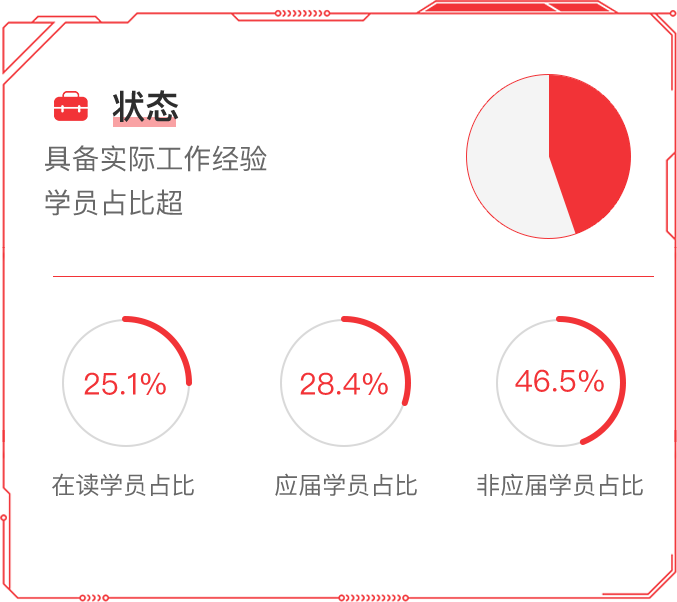 状态
具备实际工作经验
学员占比超
25.1%
28.4%
46.5%
在读学员占比
应届学员占比
非应届学员占比